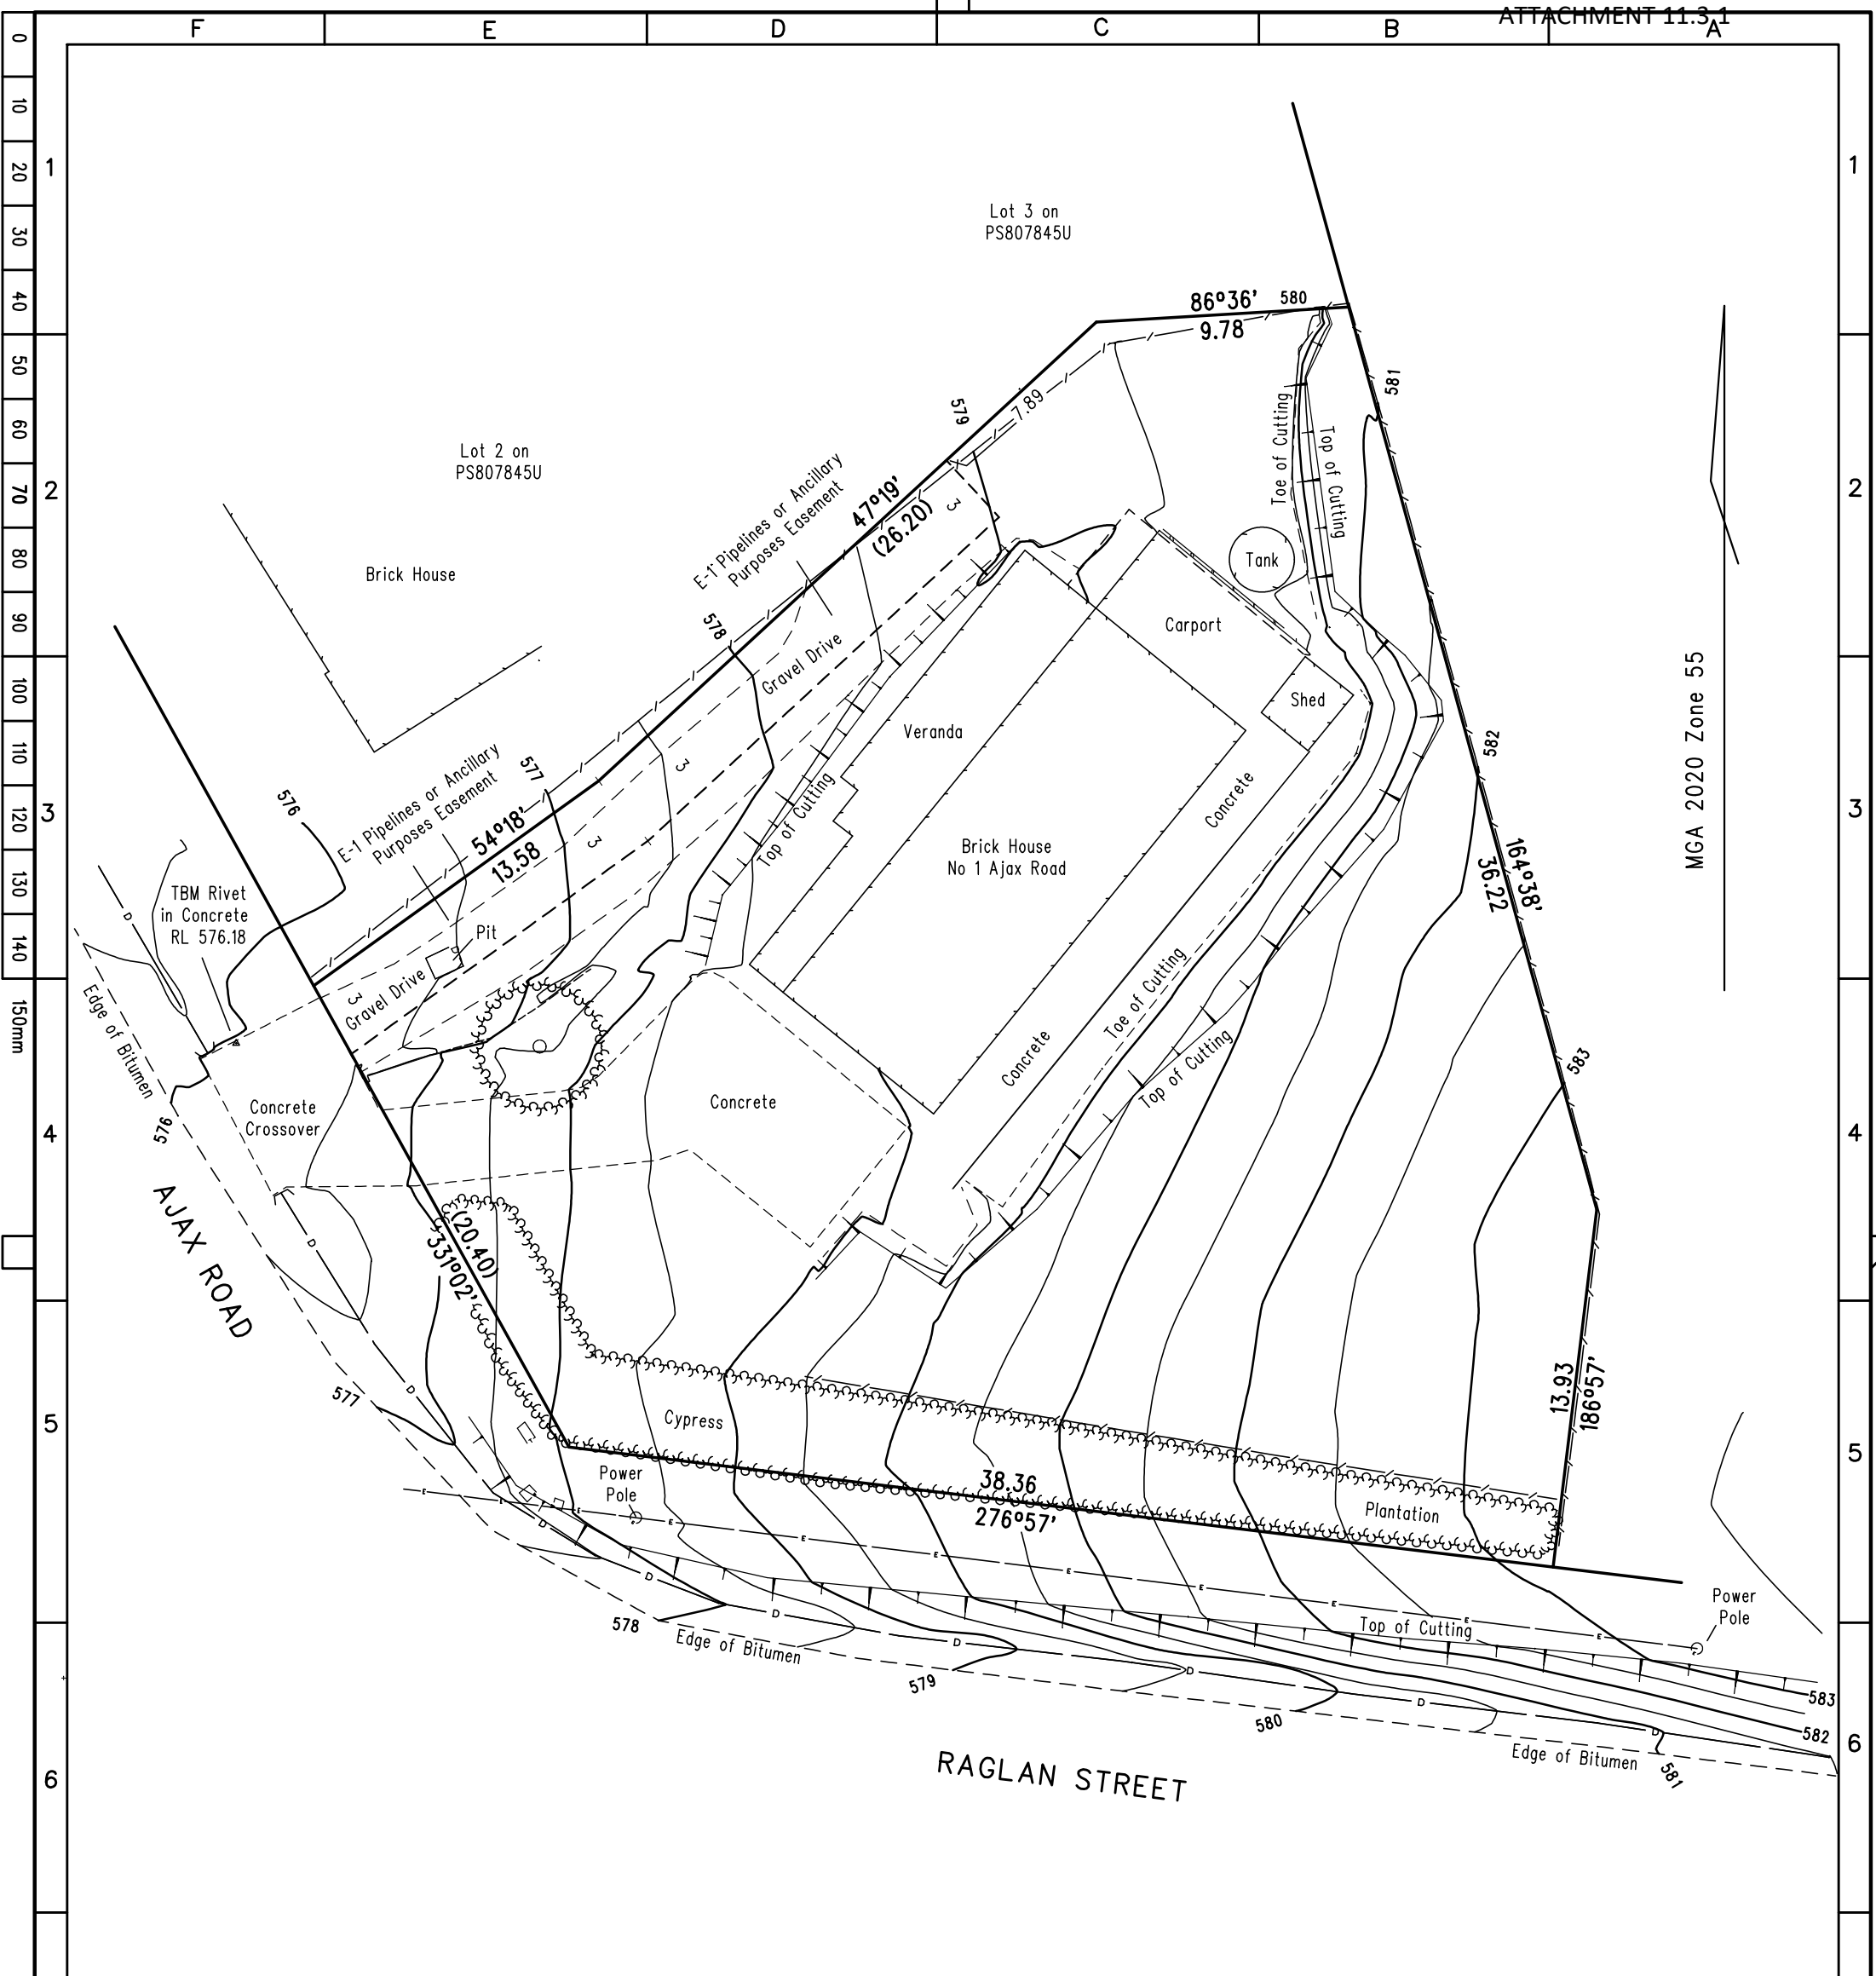 ATTACHMENT 11.3.1
F E D C B A
0
10
20
30
40
50
60
70
80
90
100
110
120
130
140
150mm
1
2
3
4
5
6
1
2
3
4
5
6
Lot 3 on
PS807845U
86°36'
580
9.78
581
579
7.89
Toe of Cutting
Top of Cutting
Lot 2 on
PS807845U
E-1 Pipelines or Ancillary
Purposes Easement
47°19'
(26.20)
3
Tank
Brick House
578
Gravel Drive
Carport
Shed
Veranda
MGA 2020 Zone 55
582
E-1 Pipelines or Ancillary
Purposes Easement
577
3
576
Top of Cutting
Concrete
54°18'
13.58
3
Brick House
No 1 Ajax Road
164°38'
36.22
TBM Rivet
in Concrete
RL 576.18
D
Pit
Gravel Drive
3
Edge of Bitumen
Toe of Cutting
Concrete
Top of Cutting
583
Concrete
Crossover
Concrete
576
AJAX ROAD
D
(20.40)
331°02'
577
D
Cypress
13.93
186°57'
Power
Pole
38.36
276°57'
Plantation
E E E E E E E E E E
Power
Pole
Top of Cutting
578
Edge of Bitumen
D D D D D D D D
579
580
583
582
581
Edge of Bitumen
RAGLAN STREET